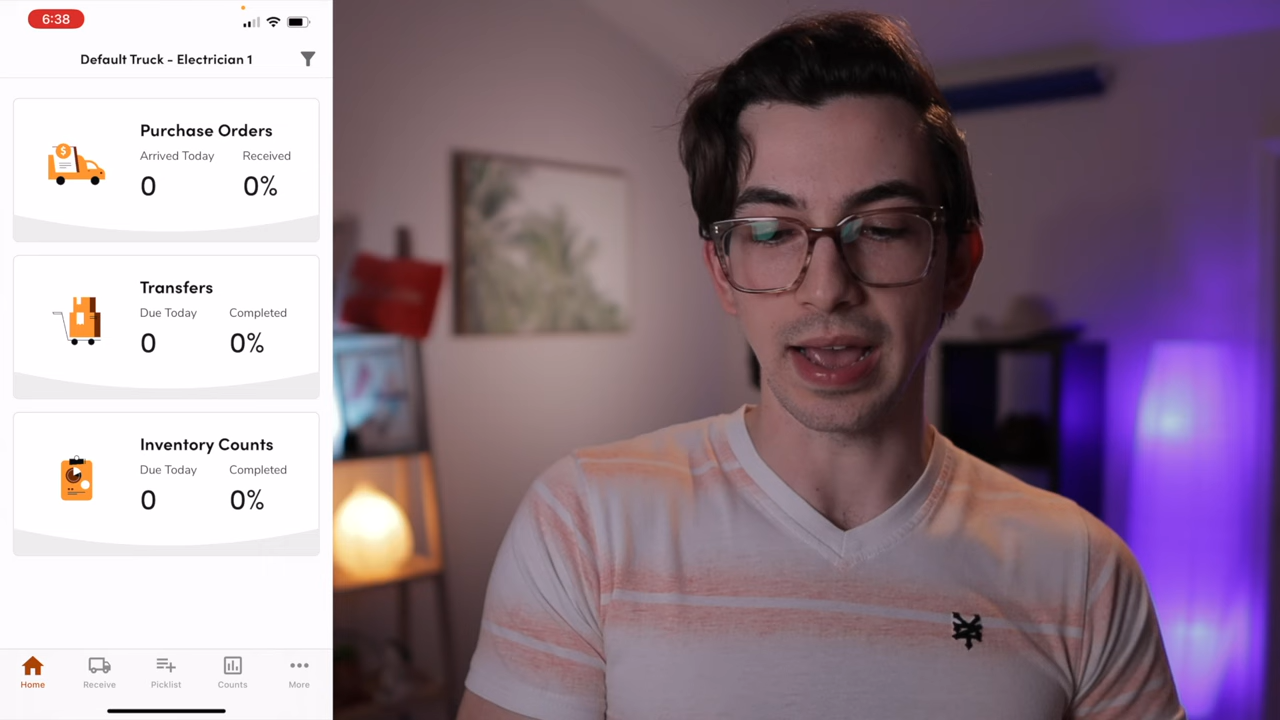 6:38
Default Truck - Electrician 1
Purchase Orders
Arrived Today Received
0 0%
$
Transfers
Due Today Completed
0 0%
Inventory Counts
Due Today Completed
0 0%
Home Receive Picklist Counts More